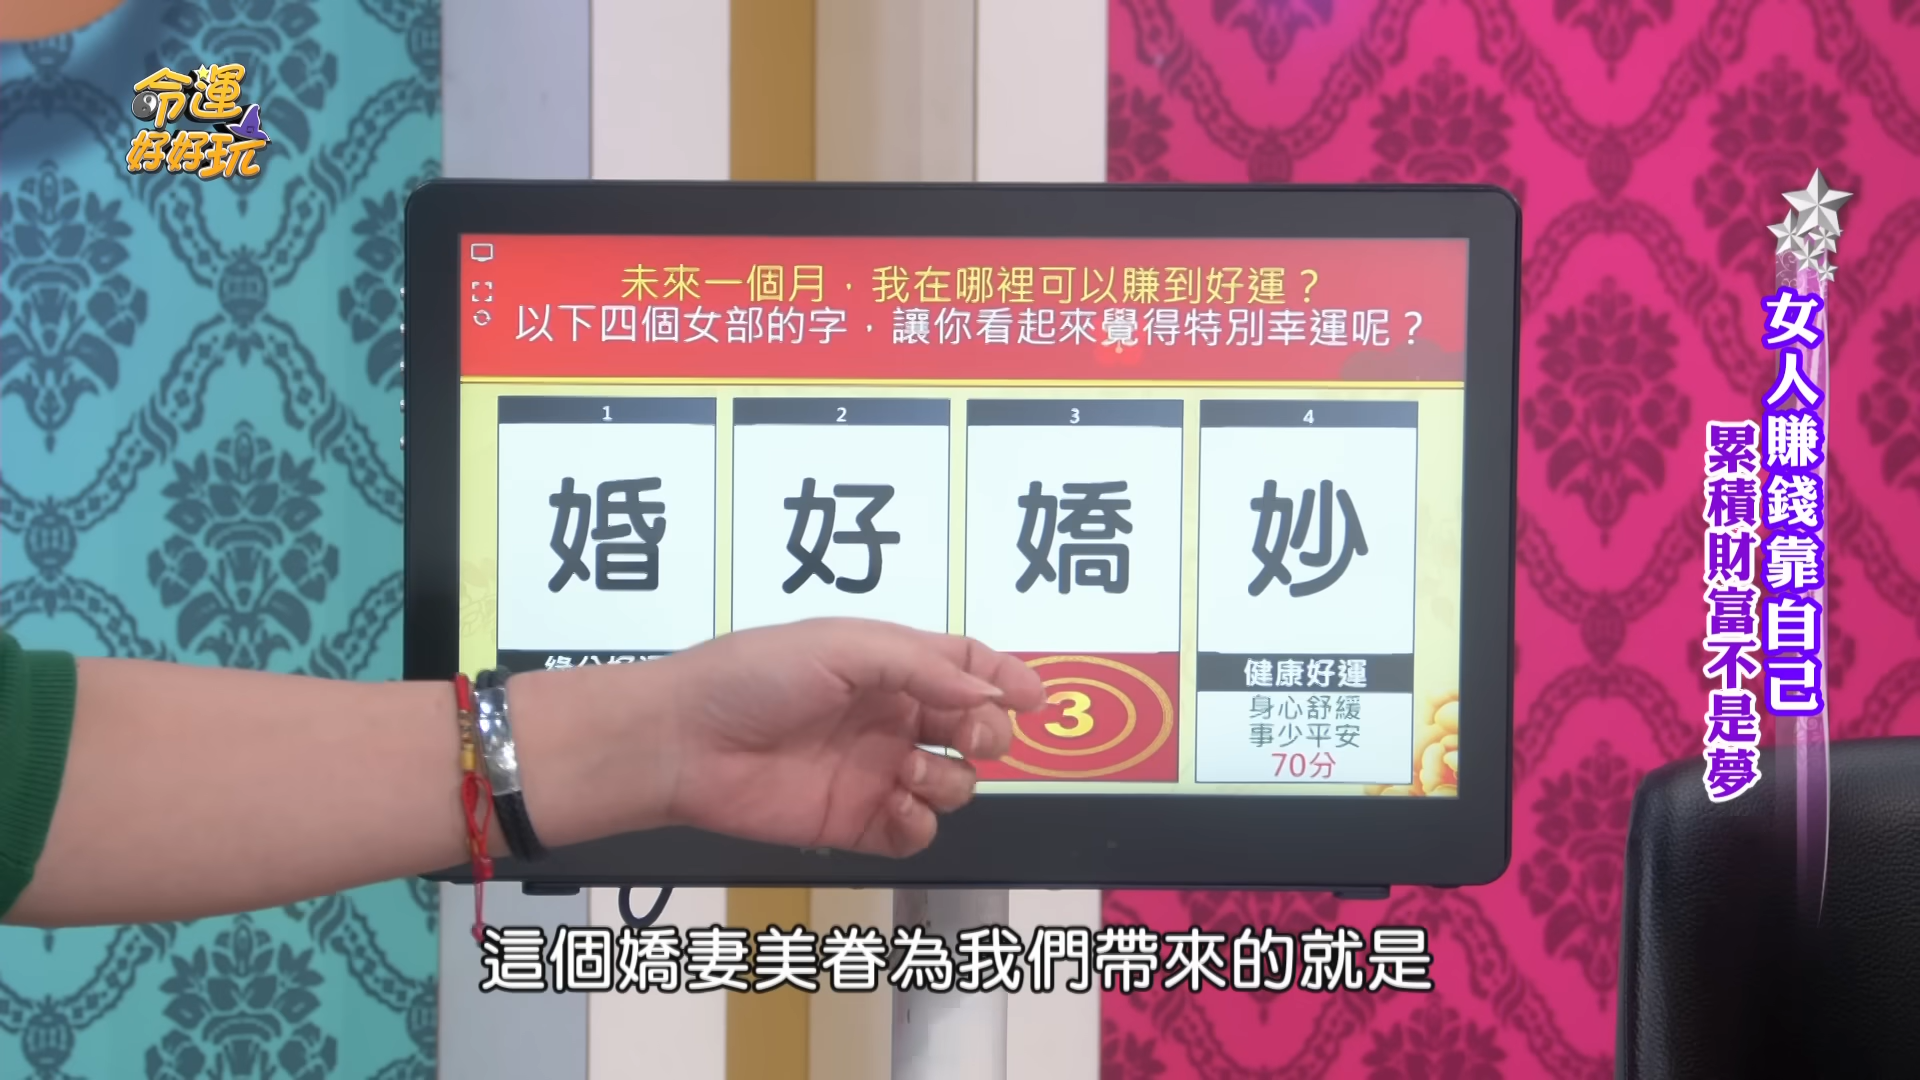 命運
好好玩
未來一個月，我在哪裡可以賺到好運？
以下四個女部的字，讓你看起來覺得特別幸運呢？
1
2
3
4
婚
好
嬌
妙
緣分好運
3
健康好運
身心舒緩
事少平安
70分
女人賺錢靠自己
累積財富不是夢
這個嬌妻美眷為我們帶來的就是